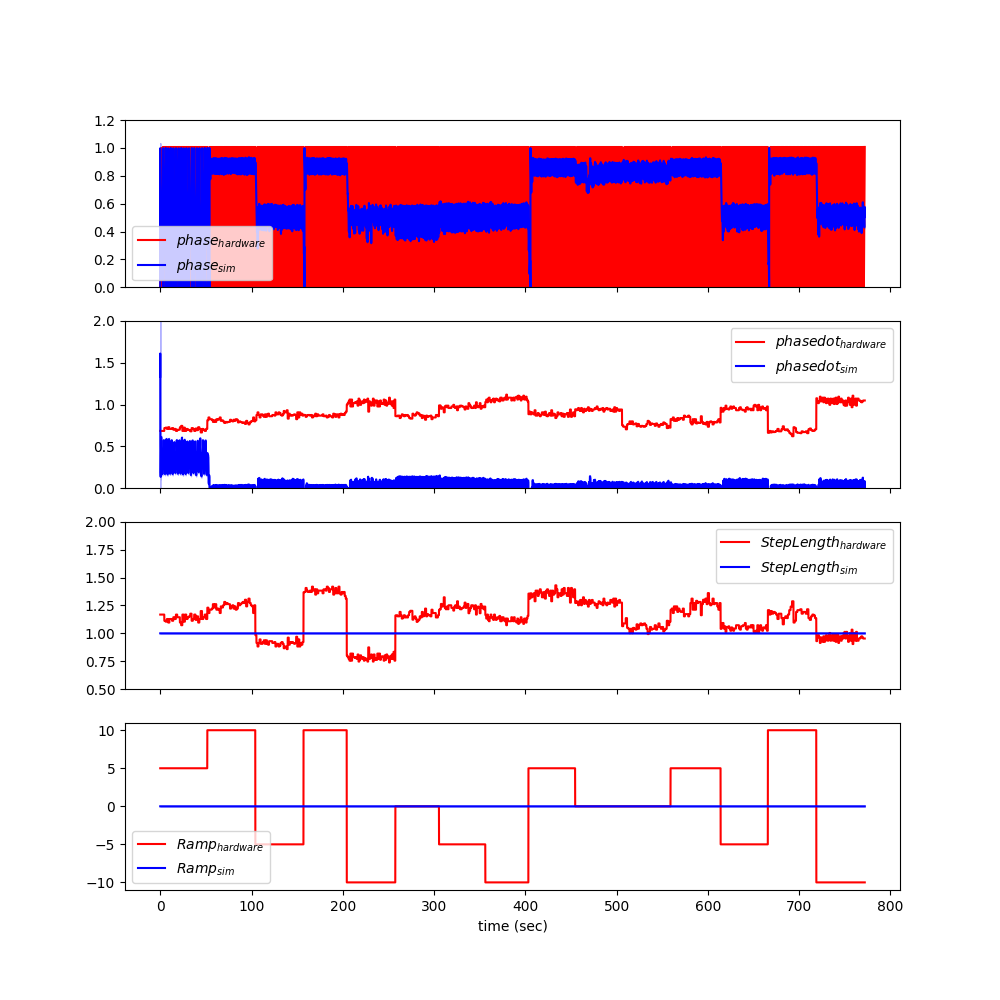 1.2
1.0
0.8
0.6
0.4
0.2
0.0
phase_hardware
phase_sim
2.0
1.5
1.0
0.5
0.0
phasedot_hardware
phasedot_sim
2.00
1.75
1.50
1.25
1.00
0.75
0.50
StepLength_hardware
StepLength_sim
10
5
0
−5
−10
Ramp_hardware
Ramp_sim
0 100 200 300 400 500 600 700 800
time (sec)